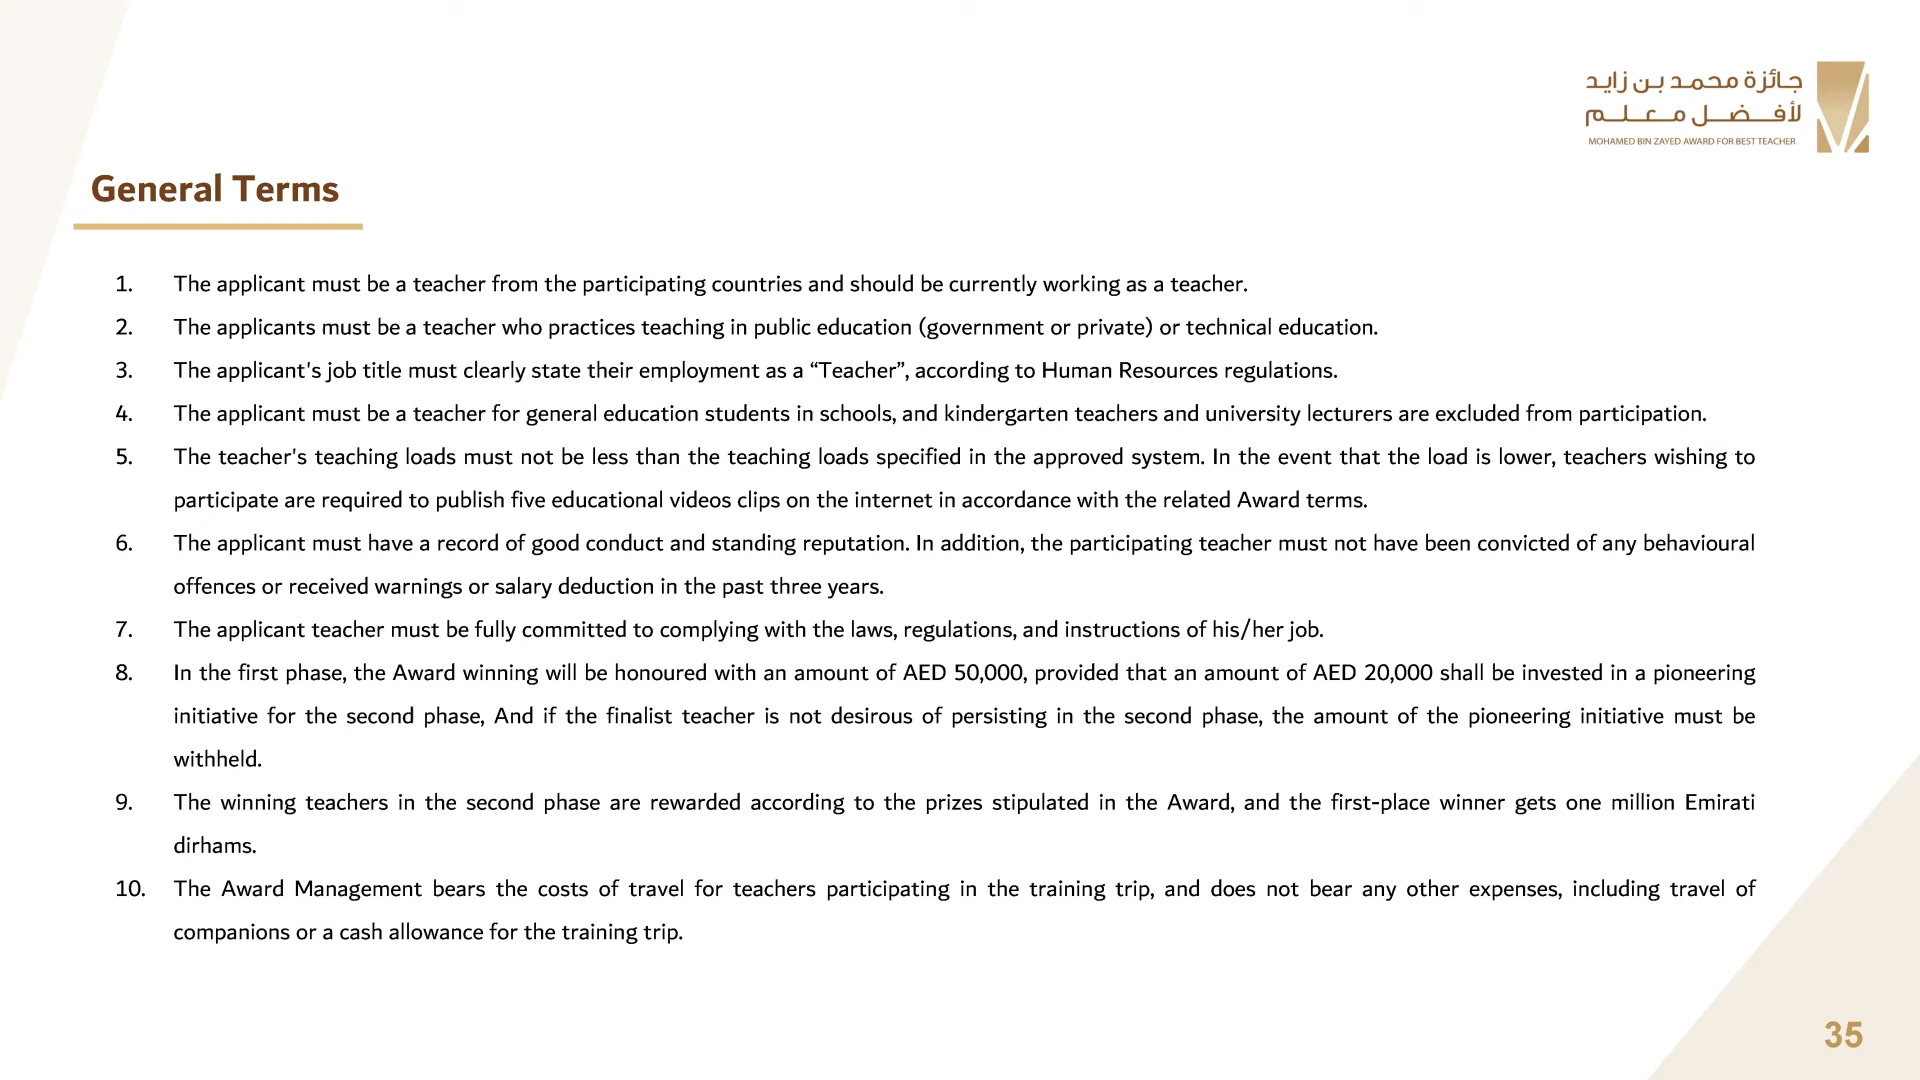 جائزة محمد بن زايد
لأفضل معلم
MOHAMED BIN ZAYED AWARD FOR BEST TEACHER
General Terms
1. The applicant must be a teacher from the participating countries and should be currently working as a teacher.
2. The applicants must be a teacher who practices teaching in public education (government or private) or technical education.
3. The applicant's job title must clearly state their employment as a “Teacher”, according to Human Resources regulations.
4. The applicant must be a teacher for general education students in schools, and kindergarten teachers and university lecturers are excluded from participation.
5. The teacher's teaching loads must not be less than the teaching loads specified in the approved system. In the event that the load is lower, teachers wishing to
participate are required to publish five educational videos clips on the internet in accordance with the related Award terms.
6. The applicant must have a record of good conduct and standing reputation. In addition, the participating teacher must not have been convicted of any behavioural
offences or received warnings or salary deduction in the past three years.
7. The applicant teacher must be fully committed to complying with the laws, regulations, and instructions of his/her job.
8. In the first phase, the Award winning will be honoured with an amount of AED 50,000, provided that an amount of AED 20,000 shall be invested in a pioneering
initiative for the second phase, And if the finalist teacher is not desirous of persisting in the second phase, the amount of the pioneering initiative must be
withheld.
9. The winning teachers in the second phase are rewarded according to the prizes stipulated in the Award, and the first-place winner gets one million Emirati
dirhams.
10. The Award Management bears the costs of travel for teachers participating in the training trip, and does not bear any other expenses, including travel of
companions or a cash allowance for the training trip.
35